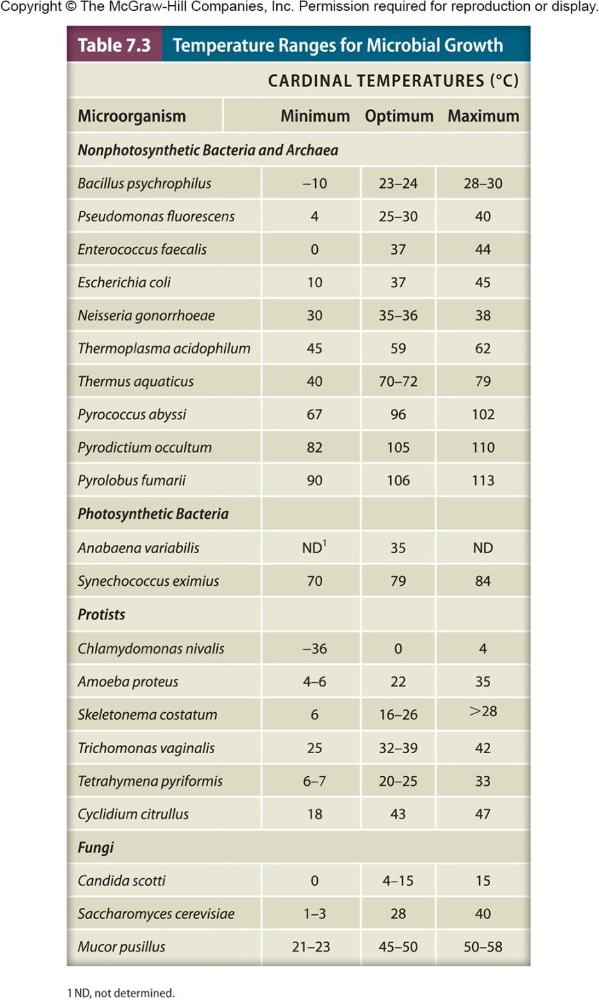 Copyright © The McGraw-Hill Companies, Inc. Permission required for reproduction or display.
Table 7.3 Temperature Ranges for Microbial Growth
CARDINAL TEMPERATURES (°C)
Microorganism Minimum Optimum Maximum
Nonphotosynthetic Bacteria and Archaea
Bacillus psychrophilus −10 23–24 28–30
Pseudomonas fluorescens 4 25–30 40
Enterococcus faecalis 0 37 44
Escherichia coli 10 37 45
Neisseria gonorrhoeae 30 35–36 38
Thermoplasma acidophilum 45 59 62
Thermus aquaticus 40 70–72 79
Pyrococcus abyssi 67 96 102
Pyrodictium occultum 82 105 110
Pyrolobus fumarii 90 106 113
Photosynthetic Bacteria
Anabaena variabilis ND¹ 35 ND
Synechococcus eximius 70 79 84
Protists
Chlamydomonas nivalis −36 0 4
Amoeba proteus 4–6 22 35
Skeletonema costatum 6 16–26 >28
Trichomonas vaginalis 25 32–39 42
Tetrahymena pyriformis 6–7 20–25 33
Cyclidium citrullus 18 43 47
Fungi
Candida scotti 0 4–15 15
Saccharomyces cerevisiae 1–3 28 40
Mucor pusillus 21–23 45–50 50–58
1 ND, not determined.